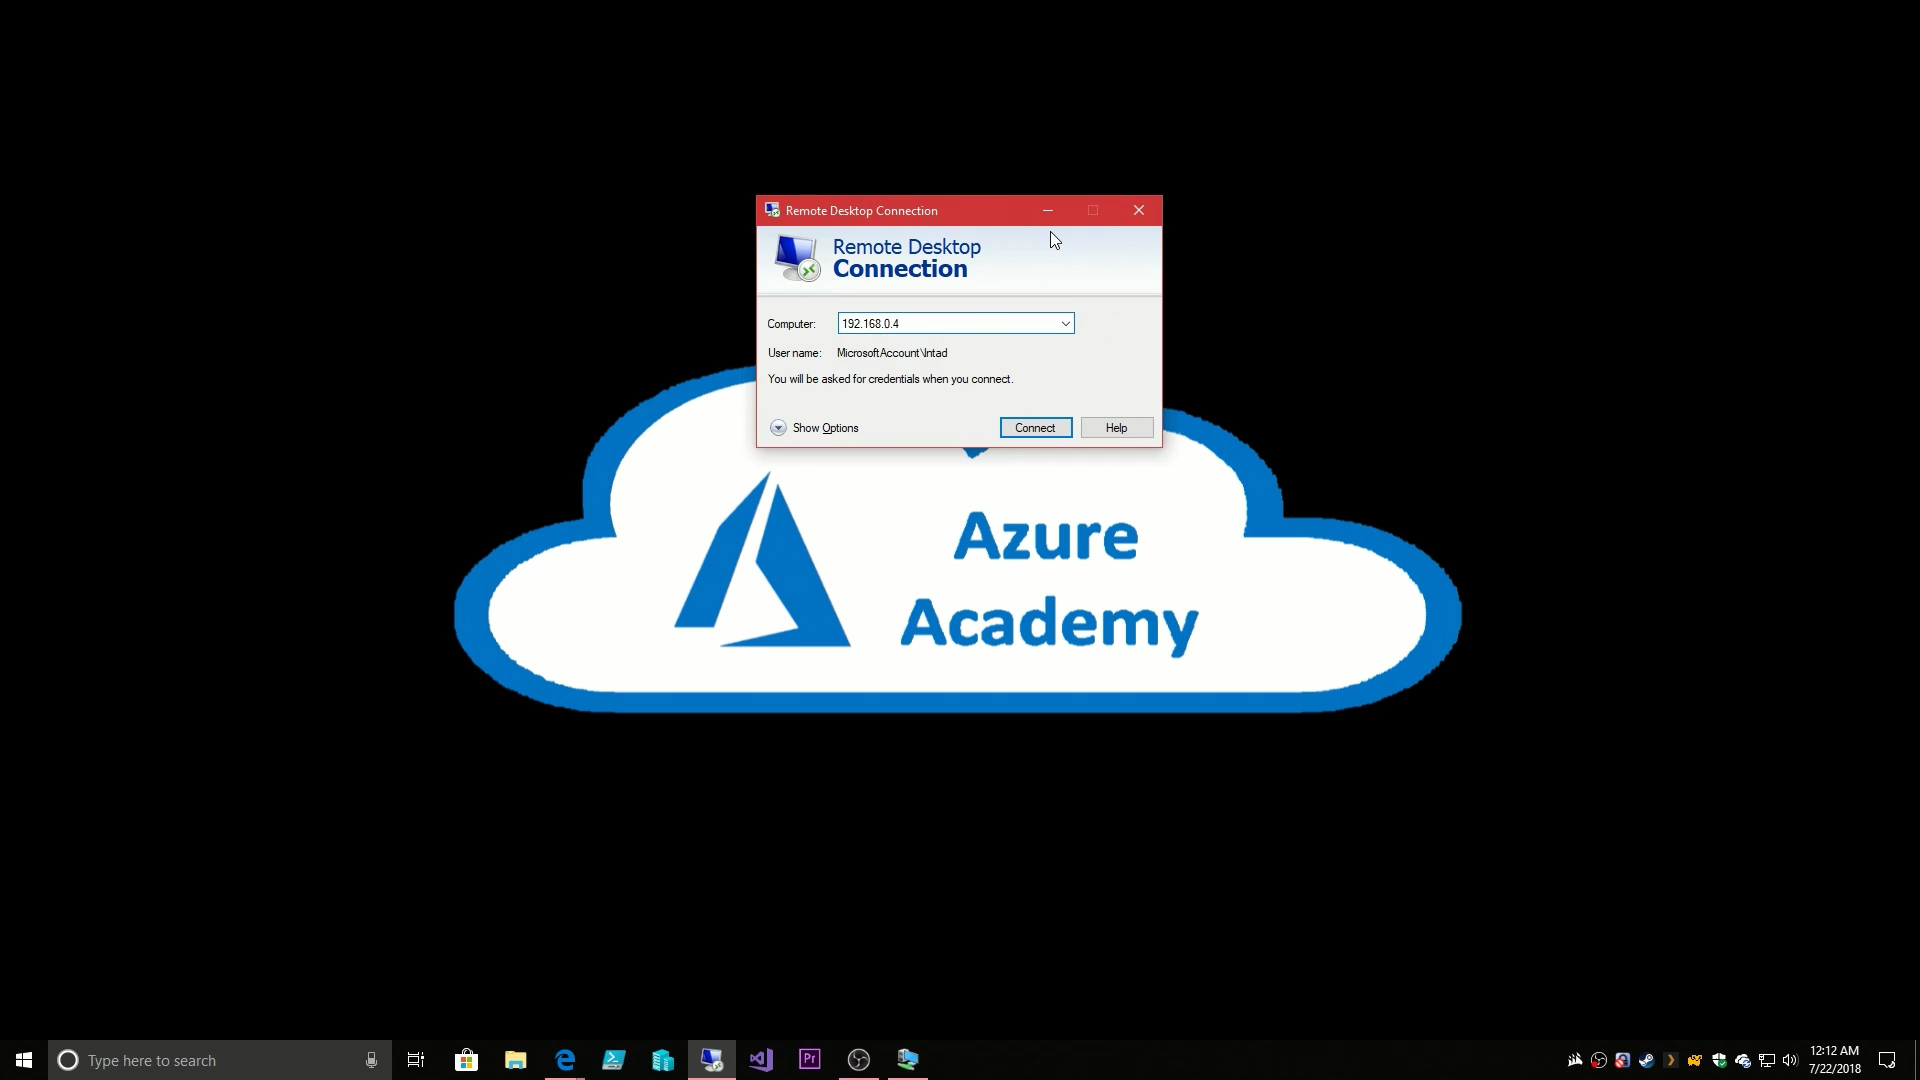 Remote Desktop Connection
Remote Desktop
Connection
Computer: 192.168.0.4
User name: MicrosoftAccount\ntad
You will be asked for credentials when you connect.
Show Options Connect Help
Azure
Academy
Type here to search
Pr
12:12 AM
7/22/2018